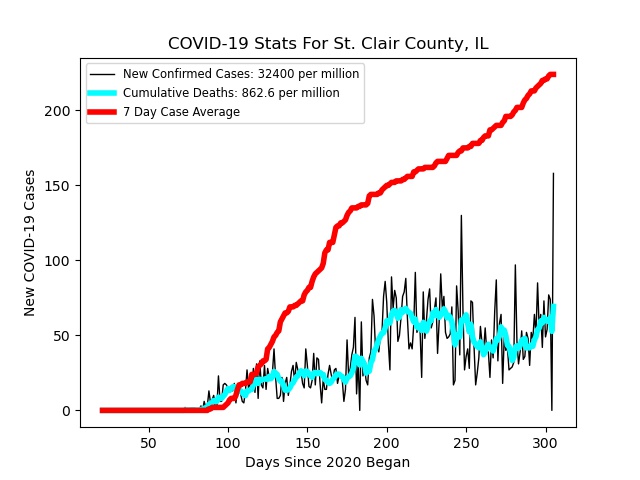 COVID-19 Stats For St. Clair County, IL
New Confirmed Cases: 32400 per million
Cumulative Deaths: 862.6 per million
7 Day Case Average
New COVID-19 Cases
200
150
100
50
0
50 100 150 200 250 300
Days Since 2020 Began